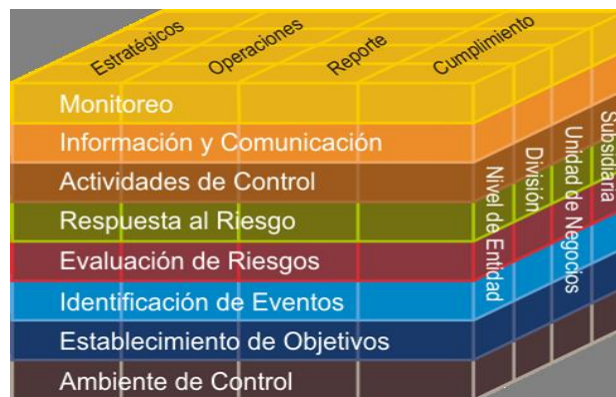 Estratégicos
Operaciones
Reporte
Cumplimiento
Monitoreo
Información y Comunicación
Actividades de Control
Respuesta al Riesgo
Evaluación de Riesgos
Identificación de Eventos
Establecimiento de Objetivos
Ambiente de Control
Nivel de Entidad
División
Unidad de Negocios
Subsidiaria